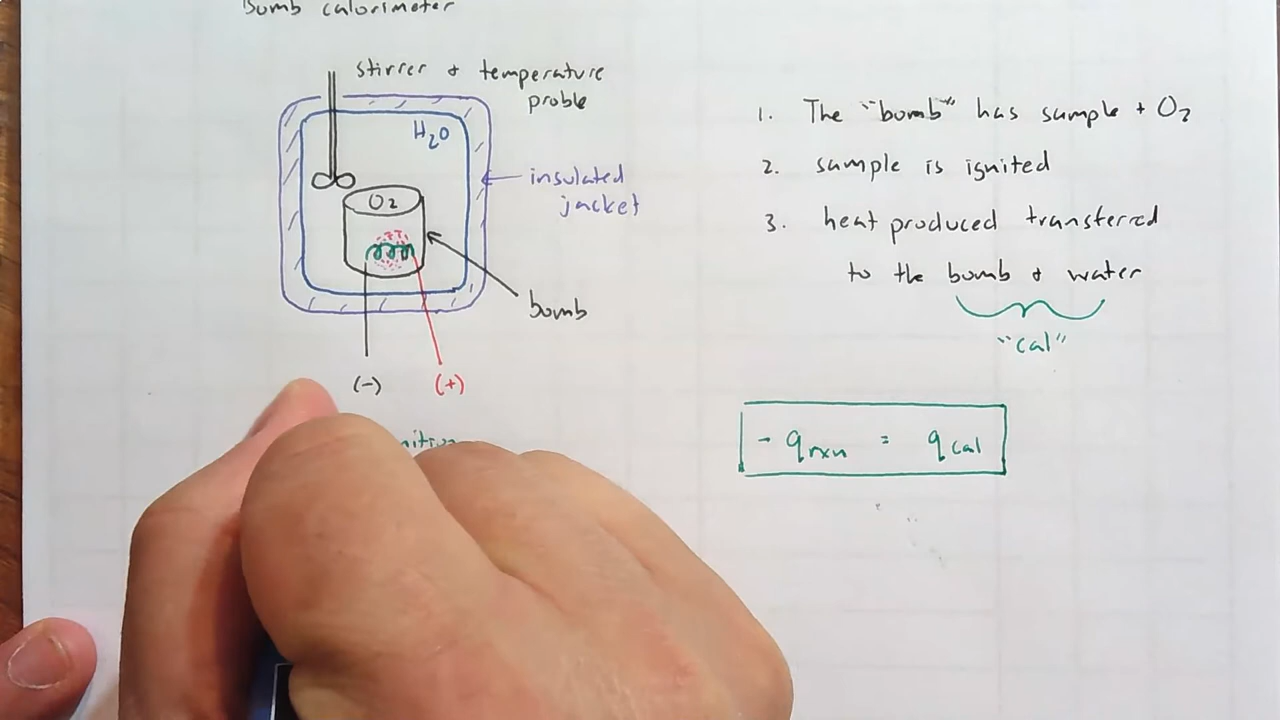 Bomb calorimeter
stirrer & temperature
proble
H2O
O2
insulated
jacket
bomb
(-)
(+)
1. The "bomb" has sample + O2
2. sample is ignited
3. heat produced transferred
to the bomb & water
"cal"
- qrxn = qcal